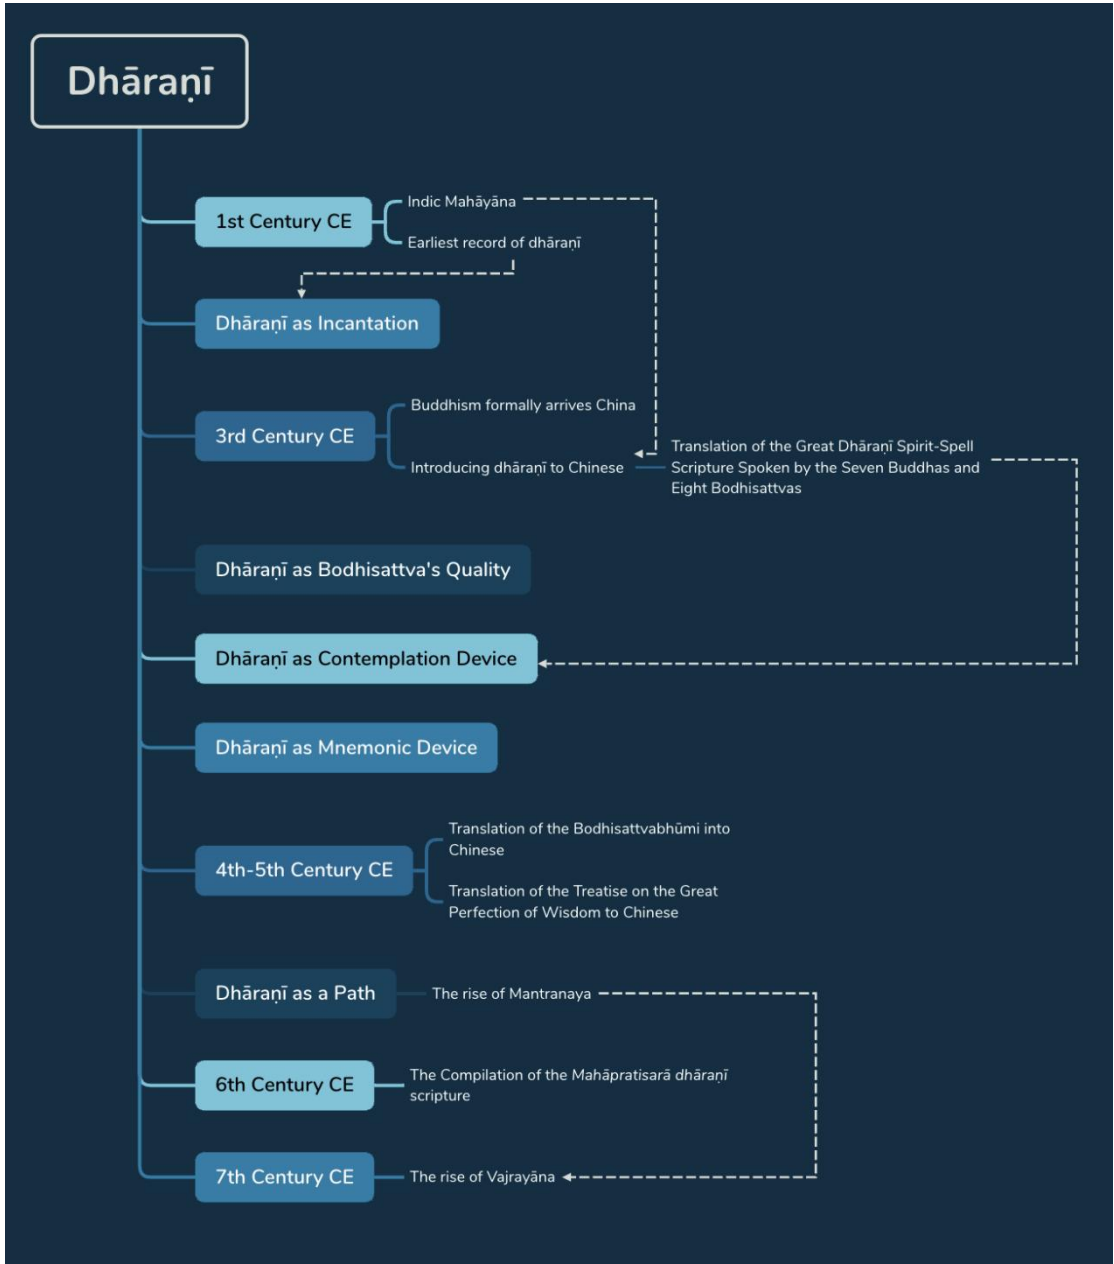 Dhāraṇī
1st Century CE
Indic Mahāyāna
Earliest record of dhāraṇī
Dhāraṇī as Incantation
3rd Century CE
Buddhism formally arrives China
Introducing dhāraṇī to Chinese
Translation of the Great Dhāraṇī Spirit-Spell
Scripture Spoken by the Seven Buddhas and
Eight Bodhisattvas
Dhāraṇī as Bodhisattva's Quality
Dhāraṇī as Contemplation Device
Dhāraṇī as Mnemonic Device
4th-5th Century CE
Translation of the Bodhisattvabhūmi into
Chinese
Translation of the Treatise on the Great
Perfection of Wisdom to Chinese
Dhāraṇī as a Path
The rise of Mantranaya
6th Century CE
The Compilation of the Mahāpratisarā dhāraṇī
scripture
7th Century CE
The rise of Vajrayāna